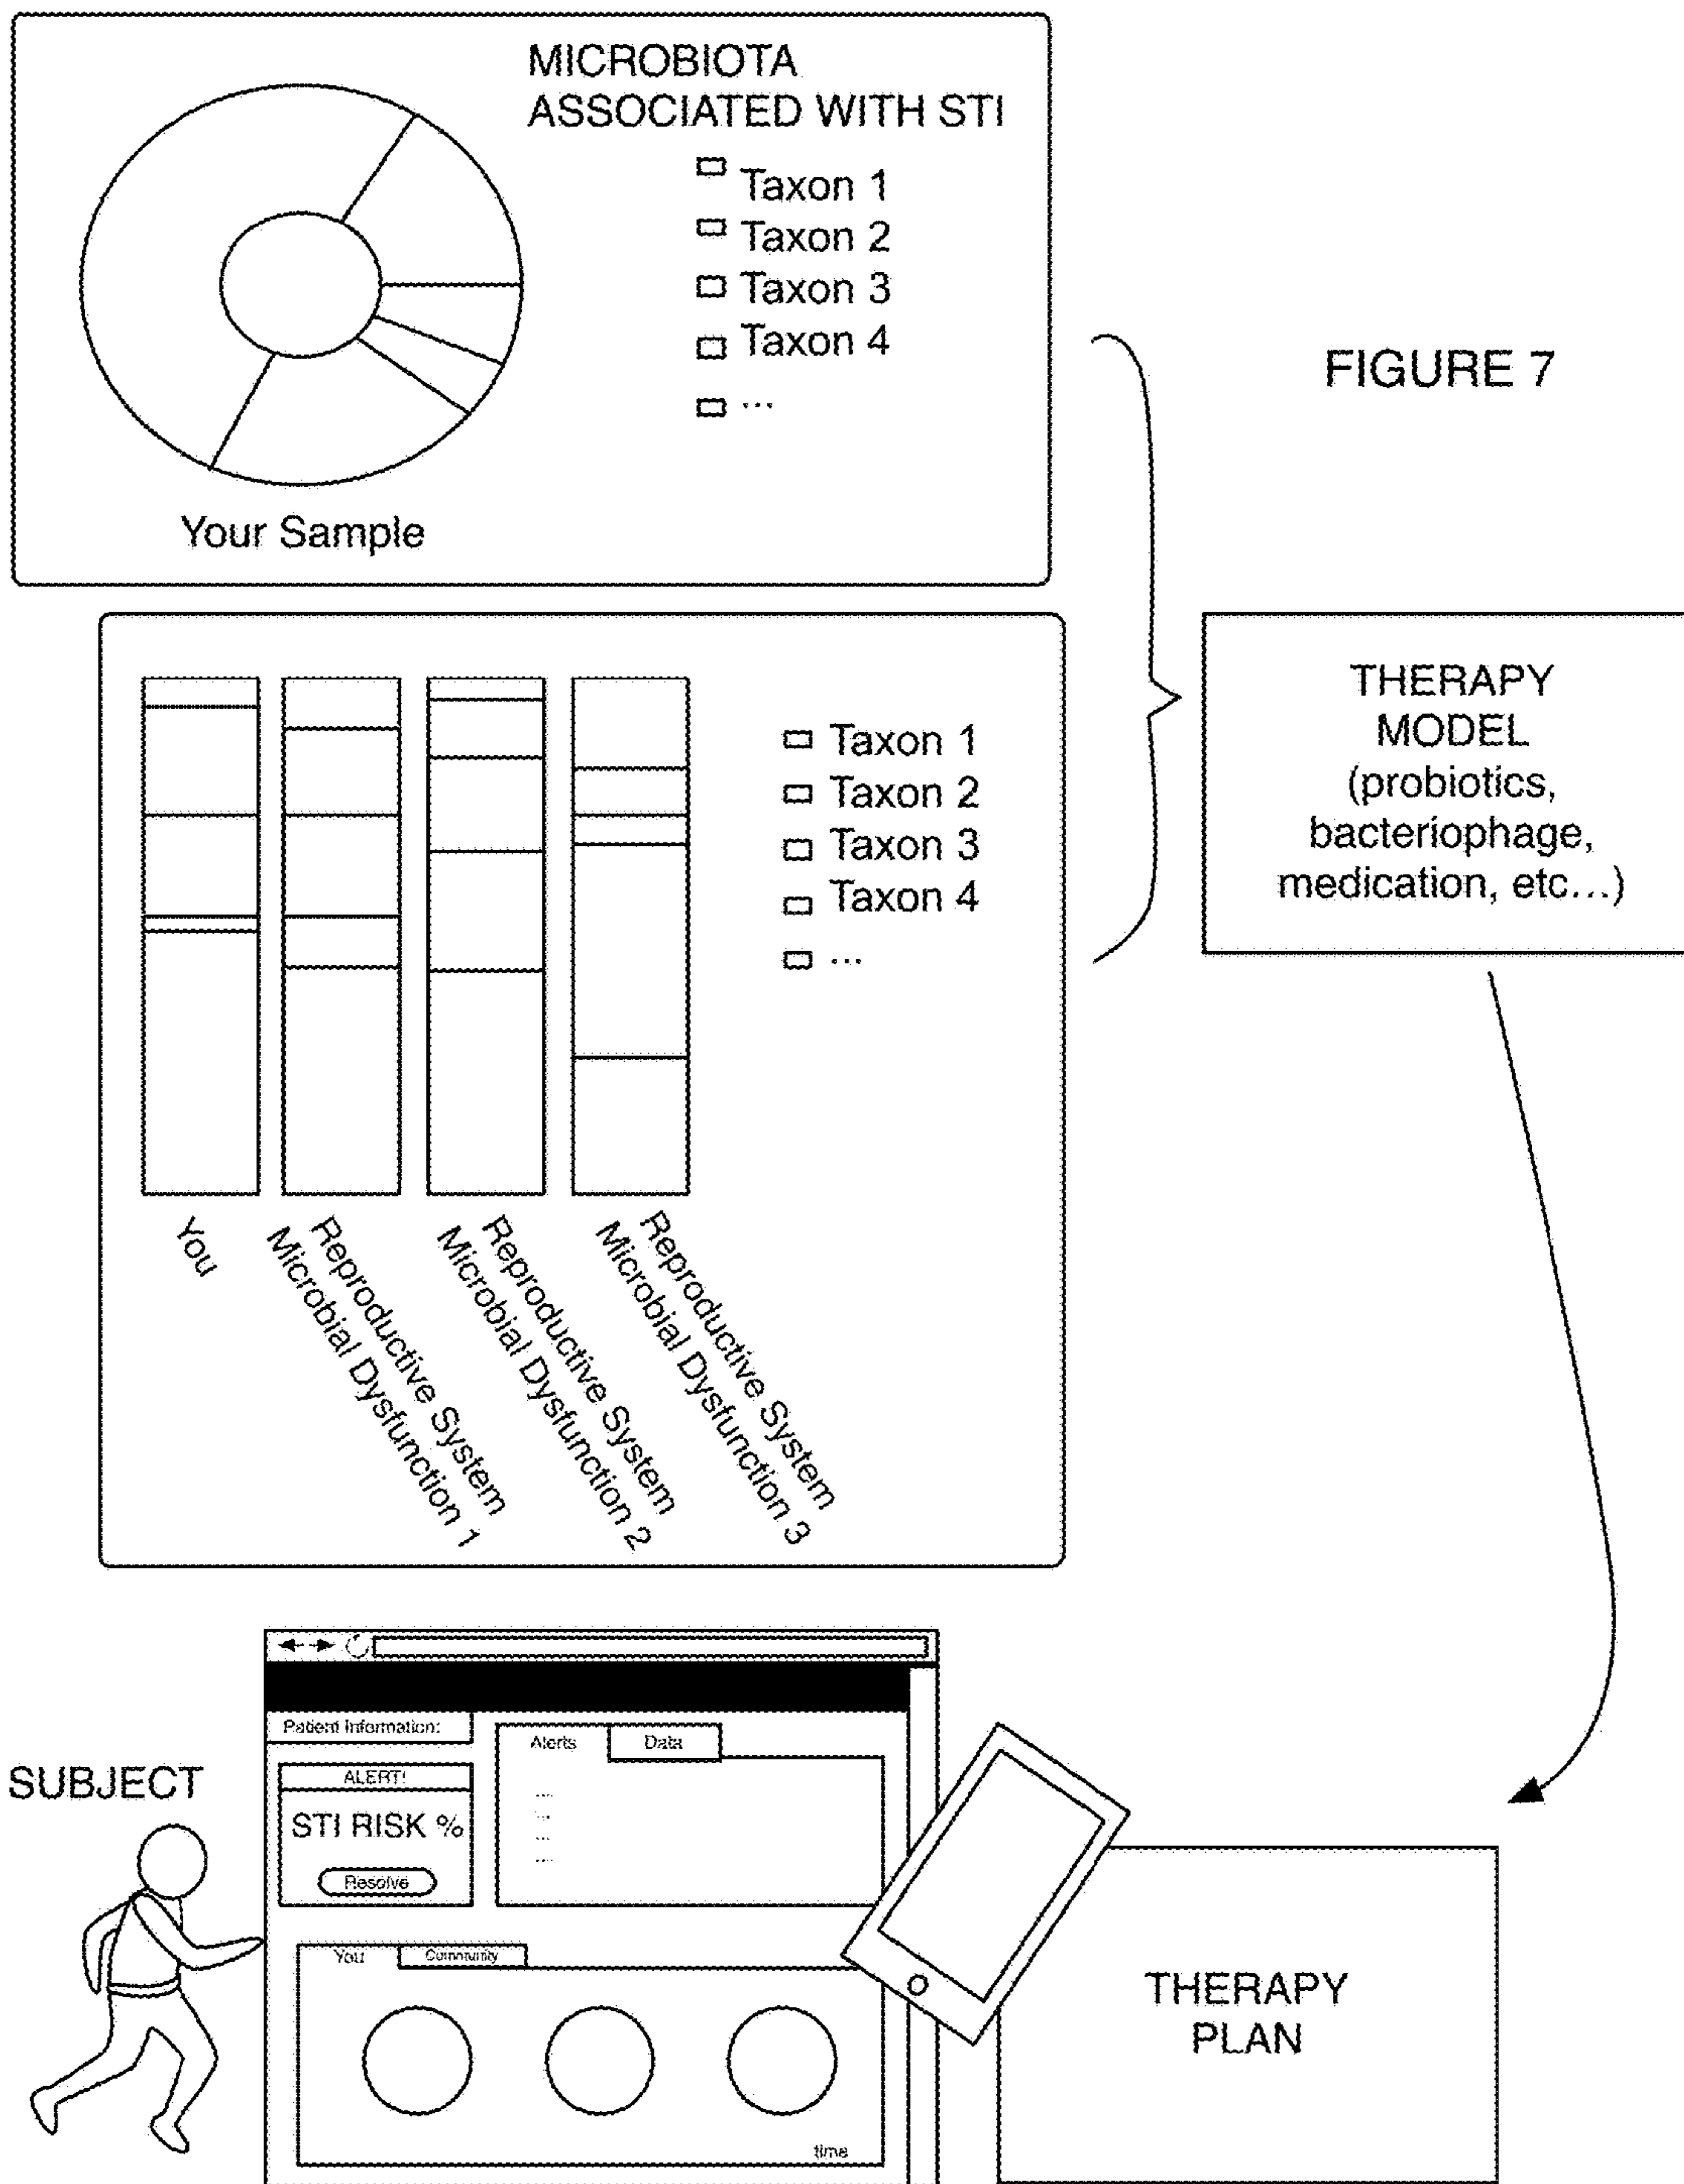 MICROBIOTA
ASSOCIATED WITH STI
Taxon 1
Taxon 2
Taxon 3
Taxon 4
...
Your Sample
FIGURE 7
Taxon 1
Taxon 2
Taxon 3
Taxon 4
...
You
Reproductive System
Microbial Dysfunction 1
Reproductive System
Microbial Dysfunction 2
Reproductive System
Microbial Dysfunction 3
THERAPY
MODEL
(probiotics,
bacteriophage,
medication, etc...)
SUBJECT
Patient Information:
ALERT!
STI RISK %
Resolve
Alerts
Data
....
....
....
....
You
Community
time
THERAPY
PLAN